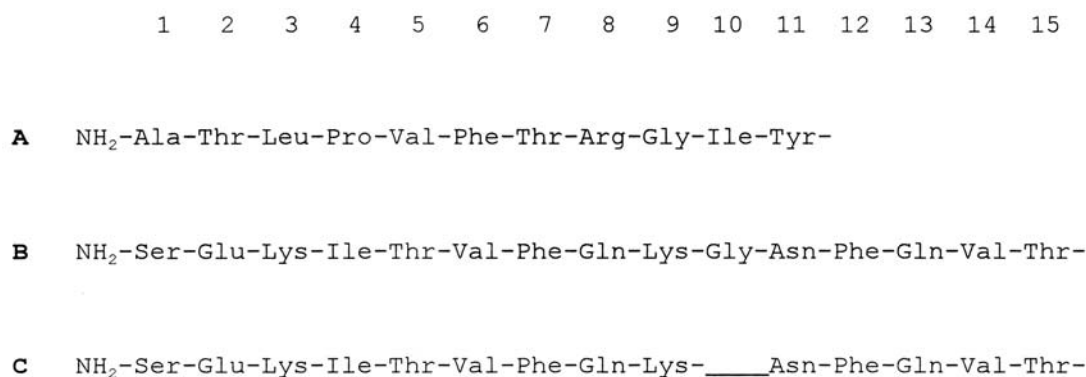 1 2 3 4 5 6 7 8 9 10 11 12 13 14 15
A NH₂-Ala-Thr-Leu-Pro-Val-Phe-Thr-Arg-Gly-Ile-Tyr-
B NH₂-Ser-Glu-Lys-Ile-Thr-Val-Phe-Gln-Lys-Gly-Asn-Phe-Gln-Val-Thr-
C NH₂-Ser-Glu-Lys-Ile-Thr-Val-Phe-Gln-Lys-____Asn-Phe-Gln-Val-Thr-